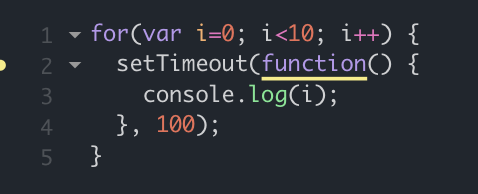 1 for(var i=0; i<10; i++) {
2 setTimeout(function() {
3 console.log(i);
4 }, 100);
5 }